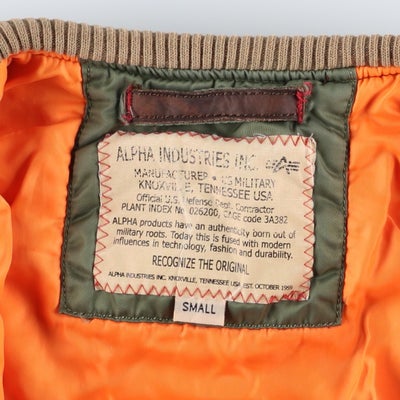 ALPHA INDUSTRIES INC.
MANUFACTURER • US MILITARY
KNOXVILLE, TENNESSEE USA
Official U.S. Defense Dept. Contractor
PLANT INDEX No 026200, CAGE code 3A382
ALPHA products have an authenticity born out of
military roots. Today this is fused with modern
influences in technology, fashion and durability.
RECOGNIZE THE ORIGINAL
ALPHA INDUSTRIES INC. KNOXVILLE, TENNESSEE USA EST. OCTOBER 1959
SMALL